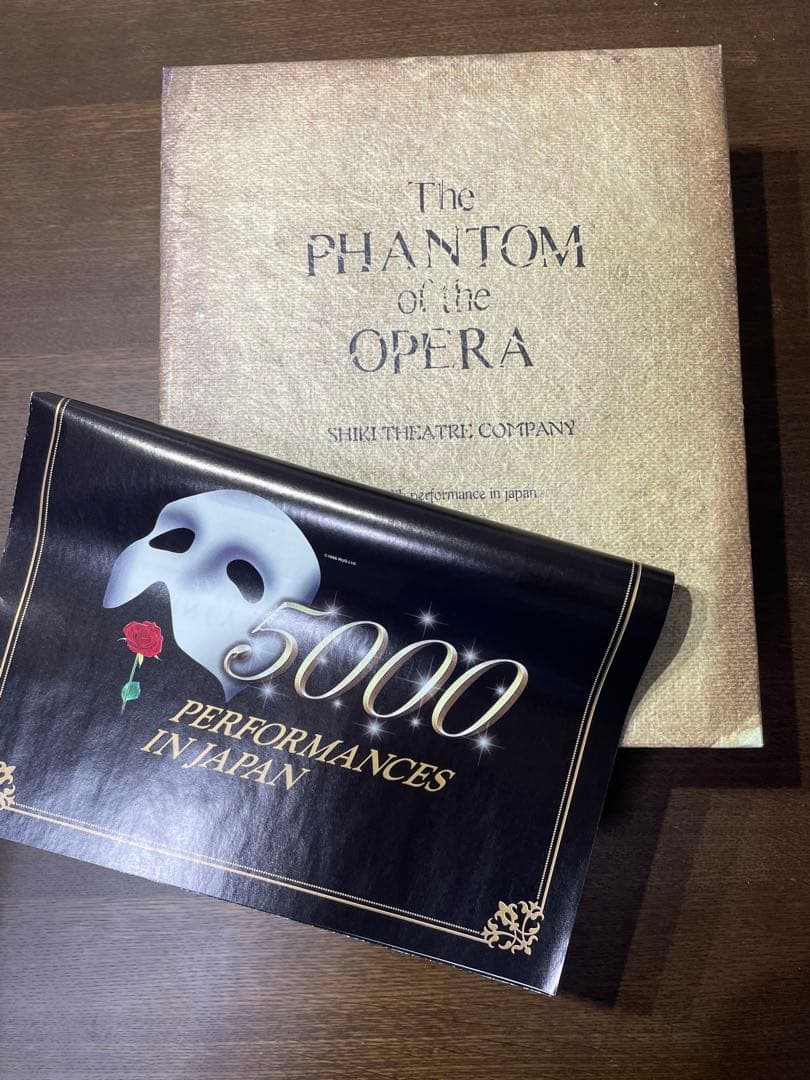 The
PHANTOM
of the
OPERA
SHIKI THEATRE COMPANY
performance in japan
5000
PERFORMANCES
IN JAPAN